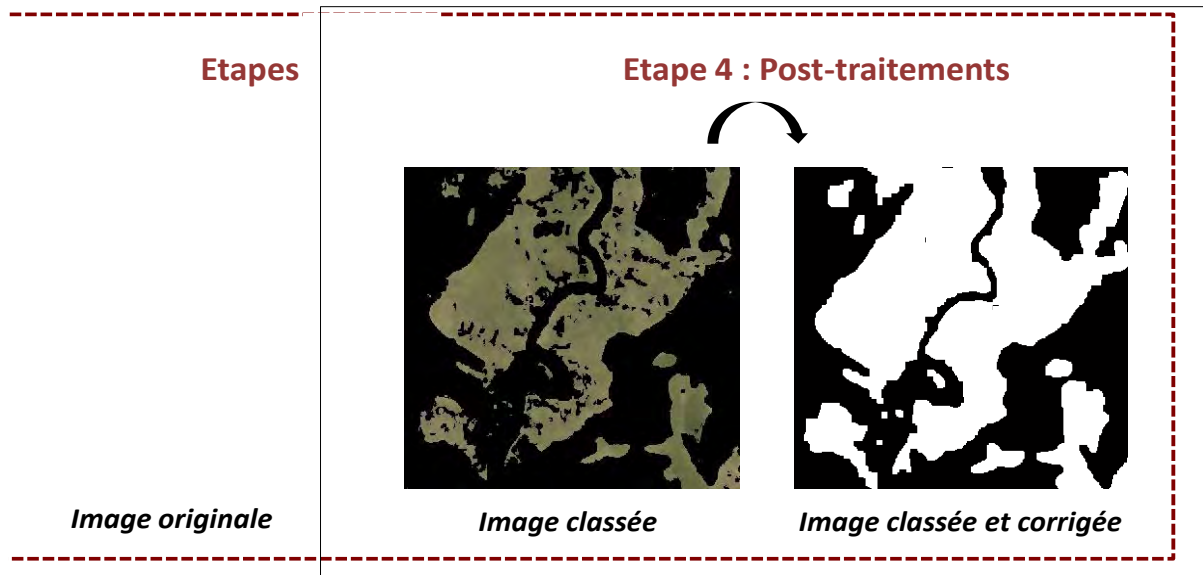 Etapes
Etape 4 : Post-traitements
Image originale
Image classée
Image classée et corrigée